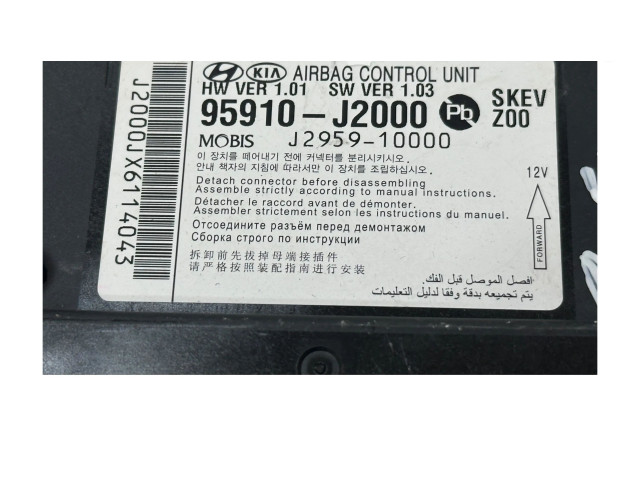 HYUNDAI KIA AIRBAG CONTROL UNIT
HW VER 1.01 SW VER 1.03
95910-J2000 Pb SKEV
Z00
MOBIS J2959-10000
이 장치를 떼어내기 전에 커넥터를 분리시키시오.
안내 책자의 지침에 따라서만 이 장치를 조립하십시오.
Detach connector before disassembling
Assemble strictly according to manual instructions.
Détacher le raccord avant de démonter.
Assembler strictement selon les instructions du manuel.
Отсоедините разъём перед демонтажом
Сборка строго по инструкции
拆卸前先拔掉母端接插件
请严格按照装配指南进行安装
افصل الموصل قبل الفك.
يتم تجميعه بدقة وفقا لدليل التعليمات
12V
FORWARD
J2000JX6114043